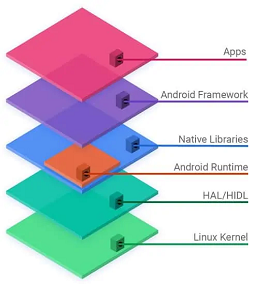 Apps
Android Framework
Native Libraries
Android Runtime
HAL/HIDL
Linux Kernel